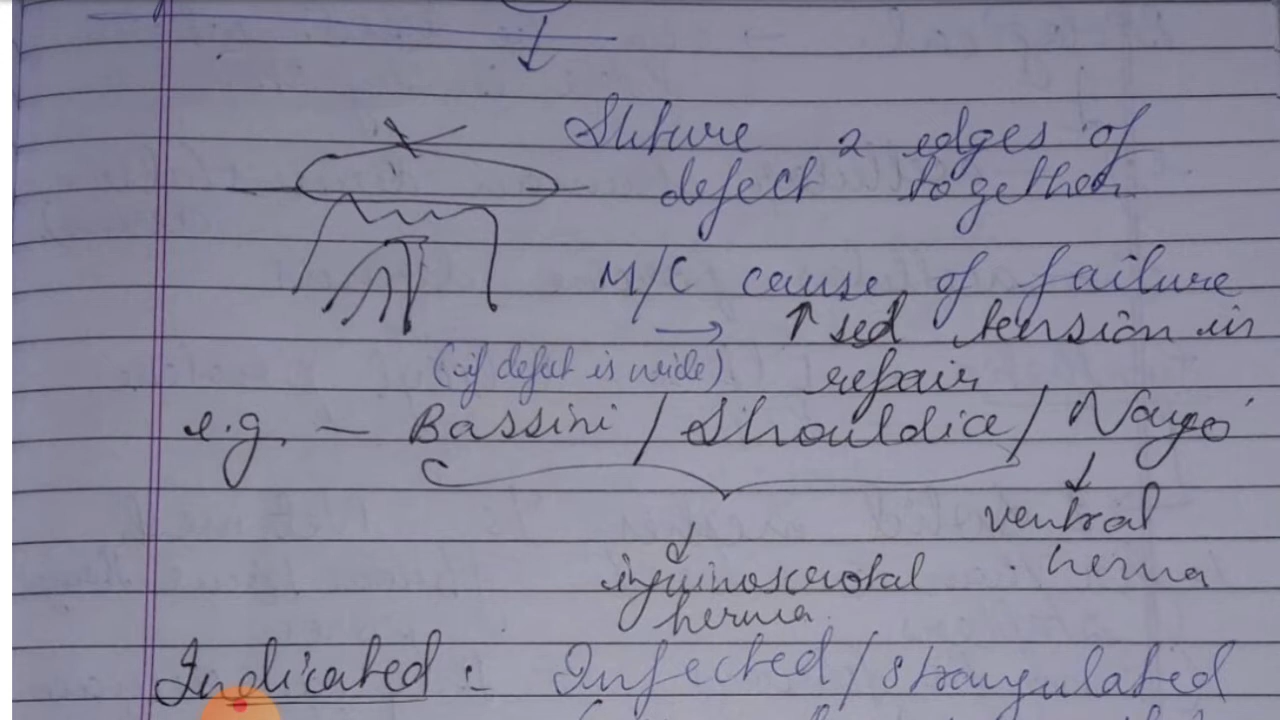 Suture 2 edges of
defect together
M/C cause of failure
→ ↑sed tension in
(if defect is wide) repair
e.g. - Bassini / Shouldice / Nayo
↓ ventral
inguinoscrotal hernia
hernia
Indicated :- Infected / strangulated